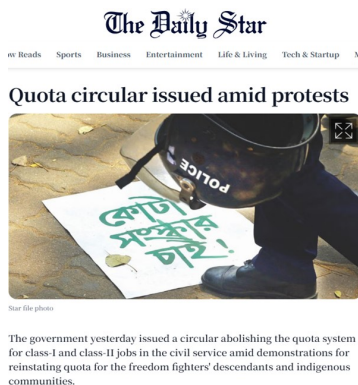 The Daily Star
ow Reads Sports Business Entertainment Life & Living Tech & Startup
Quota circular issued amid protests
POLICE
কোটা
সংস্কার
চাই!
Star file photo
The government yesterday issued a circular abolishing the quota system
for class-I and class-II jobs in the civil service amid demonstrations for
reinstating quota for the freedom fighters' descendants and indigenous
communities.